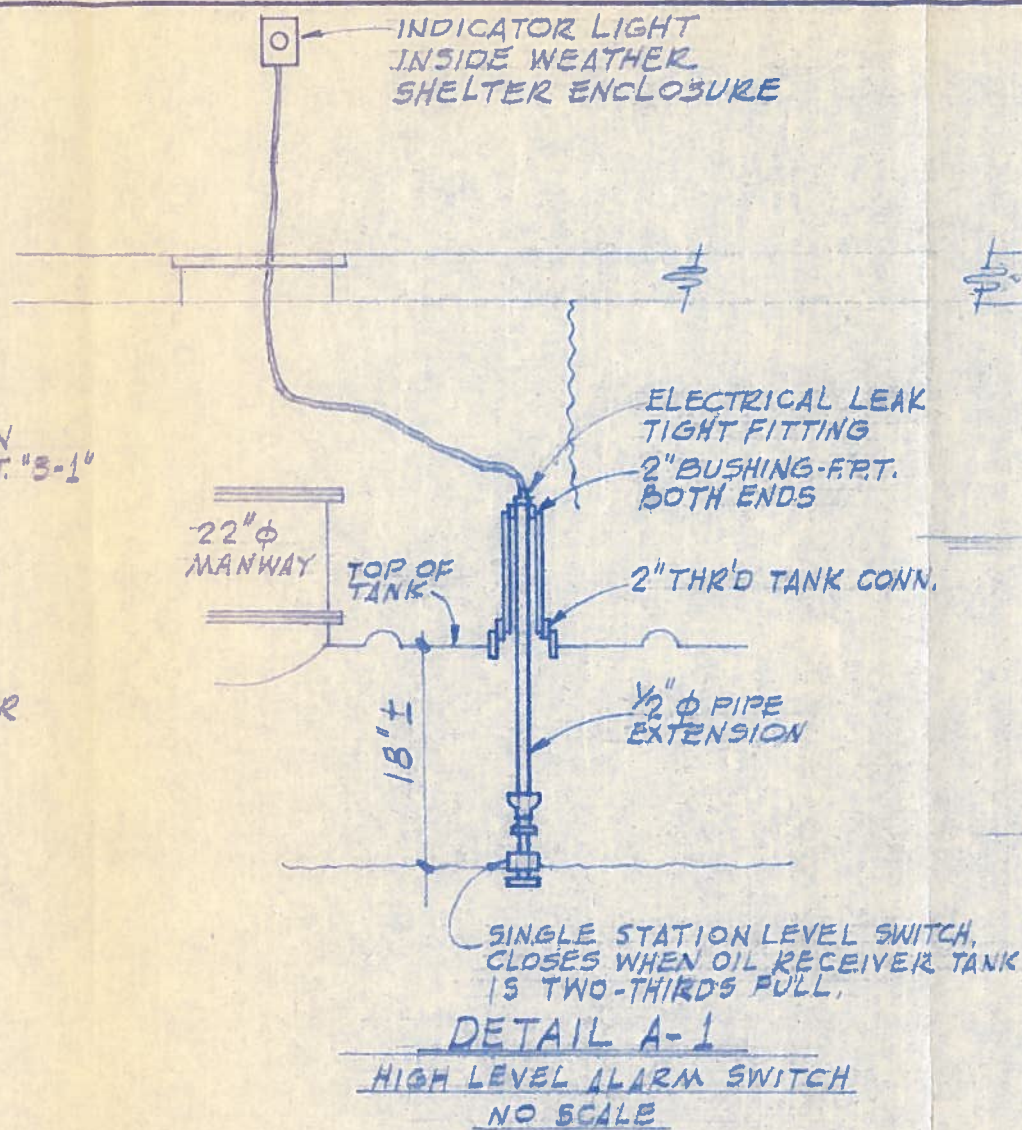 INDICATOR LIGHT
INSIDE WEATHER
SHELTER ENCLOSURE
ELECTRICAL LEAK
TIGHT FITTING
2" BUSHING-F.P.T.
BOTH ENDS
22"φ
MANWAY
TOP OF
TANK
2" THR'D TANK CONN.
18" ±
1/2" φ PIPE
EXTENSION
SINGLE STATION LEVEL SWITCH,
CLOSES WHEN OIL RECEIVER TANK
IS TWO-THIRDS FULL.
DETAIL A-1
HIGH LEVEL ALARM SWITCH
NO SCALE